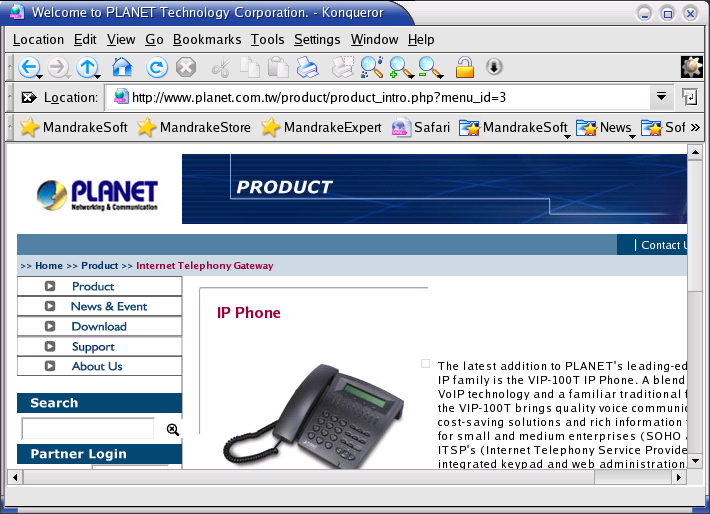 Welcome to PLANET Technology Corporation. - Konqueror
Location Edit View Go Bookmarks Tools Settings Window Help
Location: http://www.planet.com.tw/product/product_intro.php?menu_id=3
MandrakeSoft MandrakeStore MandrakeExpert Safari MandrakeSoft News Sof »
PLANET
Networking & Communication
PRODUCT
| Contact U
>> Home >> Product >> Internet Telephony Gateway
Product
News & Event
Download
Support
About Us
Search
Partner Login
IP Phone
The latest addition to PLANET's leading-ed
IP family is the VIP-100T IP Phone. A blend
VoIP technology and a familiar traditional
the VIP-100T brings quality voice communic
cost-saving solutions and rich information
for small and medium enterprises (SOHO
ITSP's (Internet Telephony Service Provide
integrated keypad and web administration